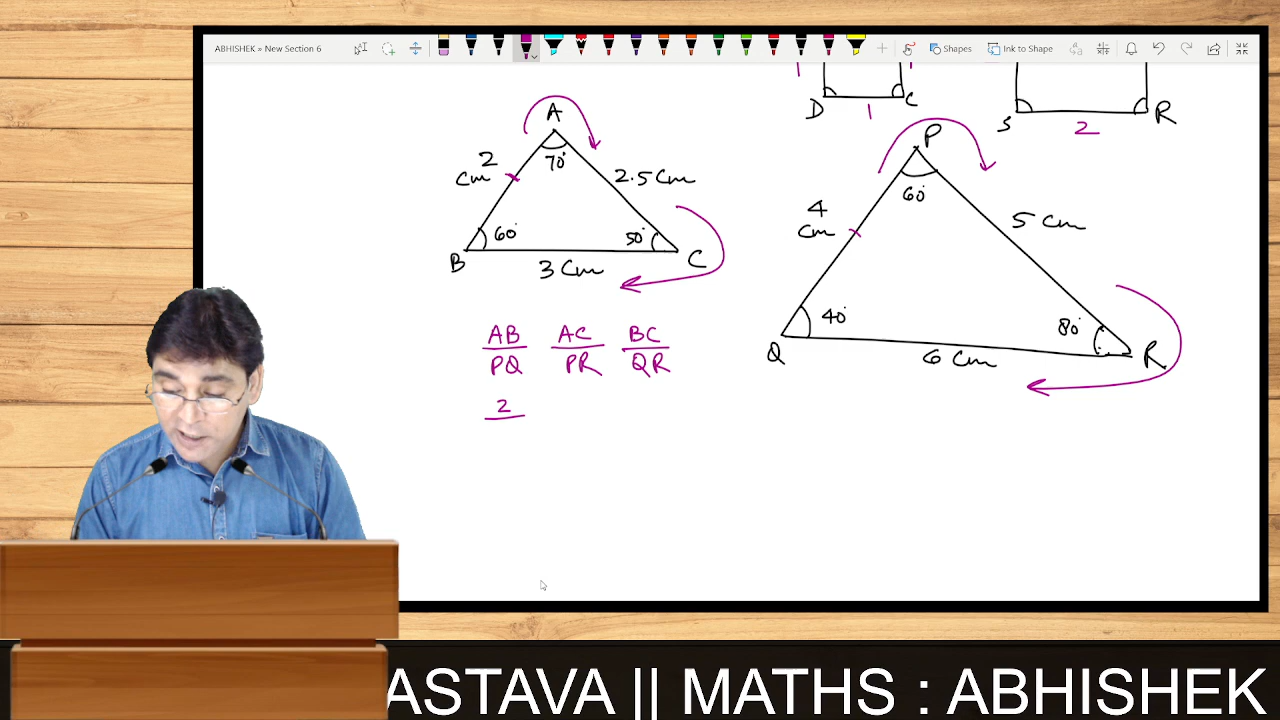 ABHISHEK » New Section 6
Shapes
Ink to Shape
D
1
C
S
2
R
1
A
70°
2
cm
2.5 cm
60°
50°
B
3 cm
C
P
60°
4
cm
5 cm
40°
80°
Q
6 cm
R
AB AC BC
PQ PR QR
2
ASTAVA || MATHS : ABHISHEK